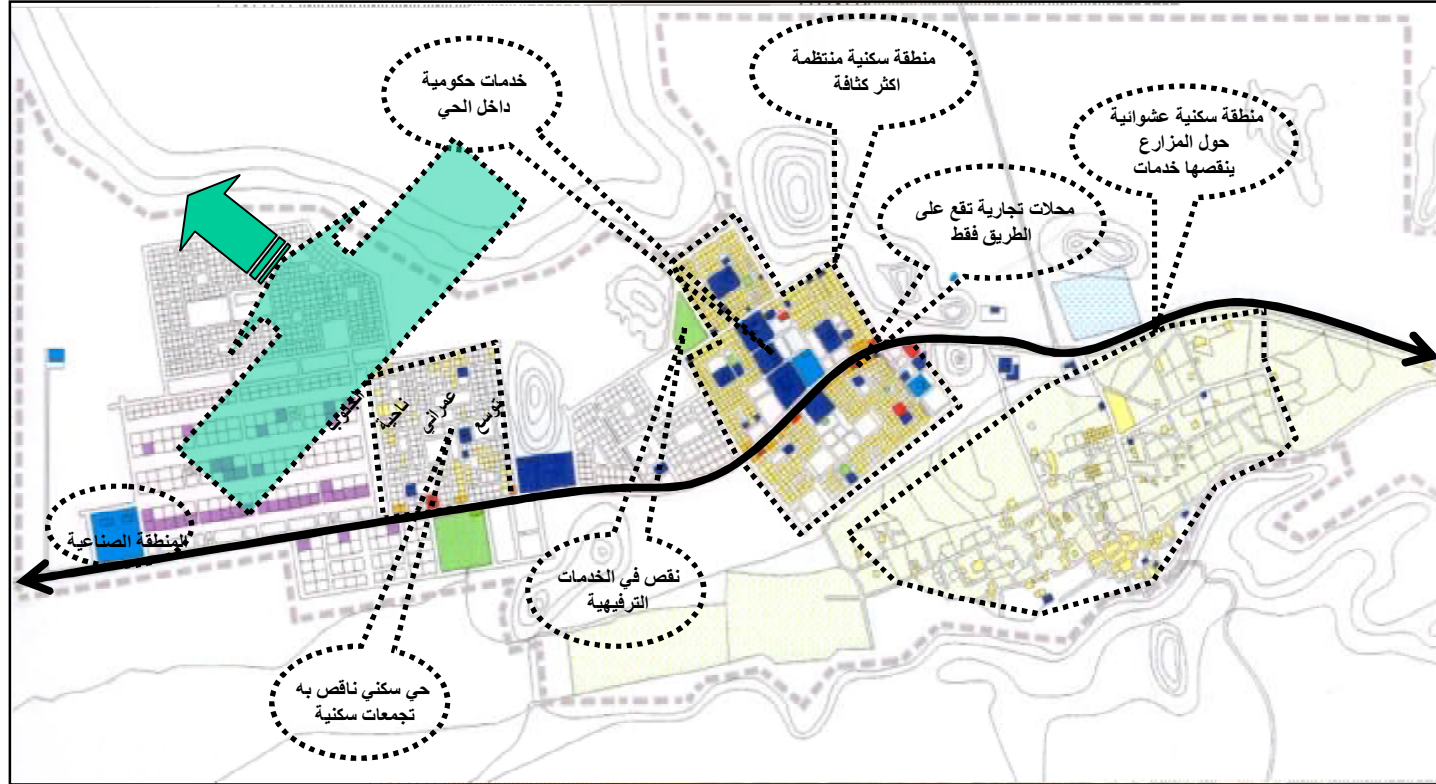 خدمات حكومية
داخل الحي
منطقة سكنية منتظمة
اكثر كثافة
منطقة سكنية عشوائية
حول المزارع
ينقصها خدمات
محلات تجارية تقع على
الطريق فقط
توسع عمراني ناحية الجنوب
المنطقة الصناعية
نقص في الخدمات
الترفيهية
حي سكني ناقص به
تجمعات سكنية